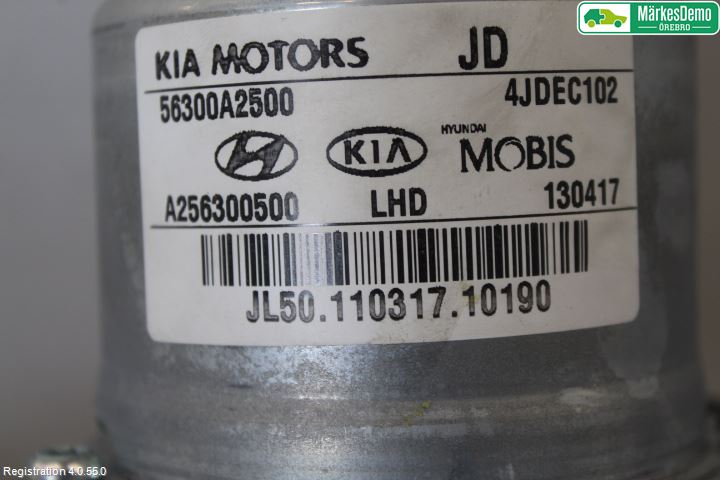 MärkesDemo
ÖREBRO
KIA MOTORS JD
56300A2500 4JDEC102
KIA HYUNDAI MOBIS
A256300500 LHD 130417
JL50.110317.10190
Registration 4.0.55.0